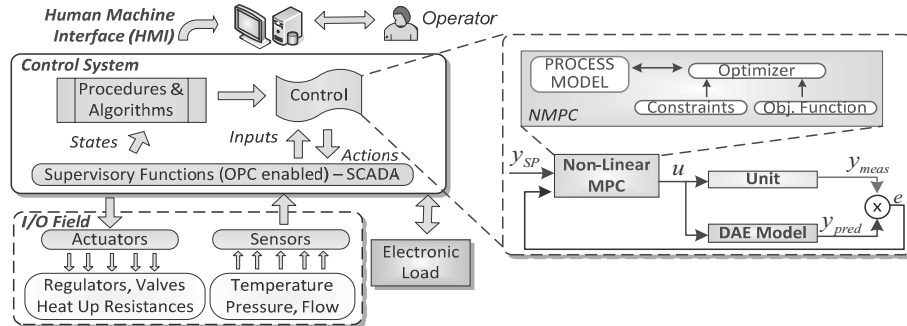 Human Machine
Interface (HMI)
Operator
Control System
Procedures &
Algorithms
Control
States
Inputs
Actions
Supervisory Functions (OPC enabled) – SCADA
I/O Field
Actuators
Sensors
Regulators, Valves
Heat Up Resistances
Temperature
Pressure, Flow
Electronic
Load
PROCESS
MODEL
Optimizer
Constraints
Obj. Function
NMPC
y_SP
Non-Linear
MPC
u
Unit
y_meas
x
e
DAE Model
y_pred